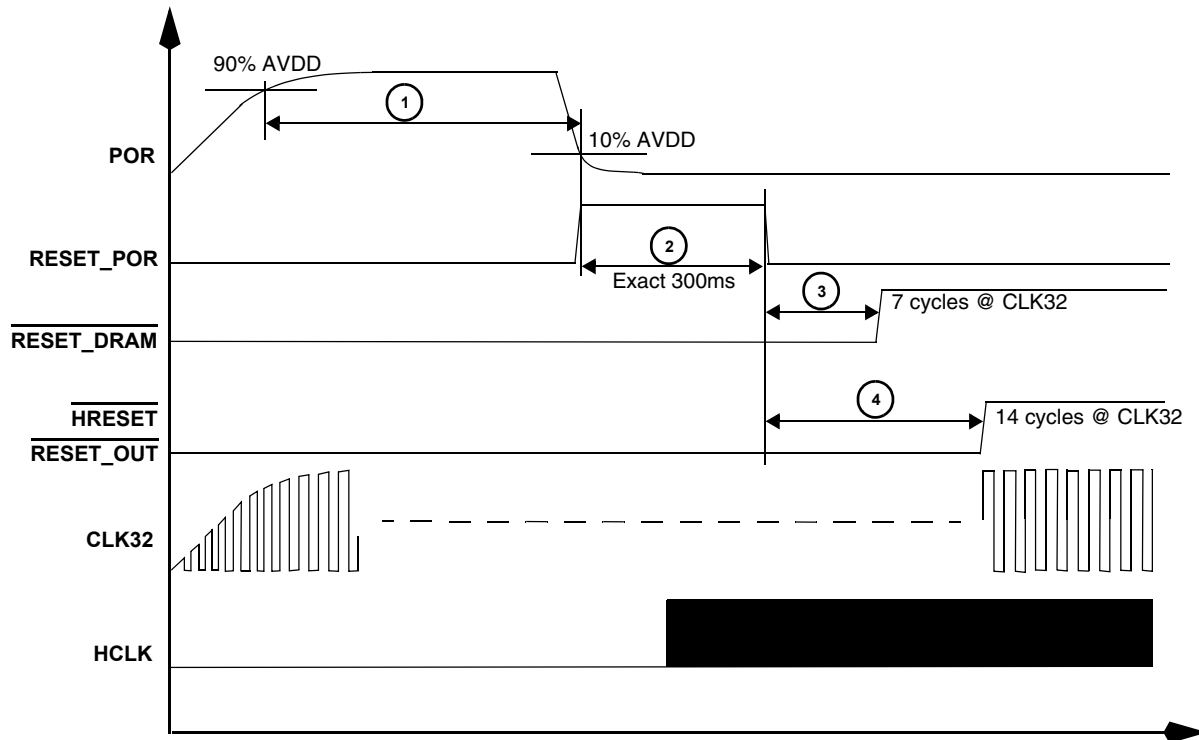 90% AVDD
1
POR
10% AVDD
RESET_POR
2
Exact 300ms
3
7 cycles @ CLK32
RESET_DRAM
HRESET
4
14 cycles @ CLK32
RESET_OUT
CLK32
HCLK